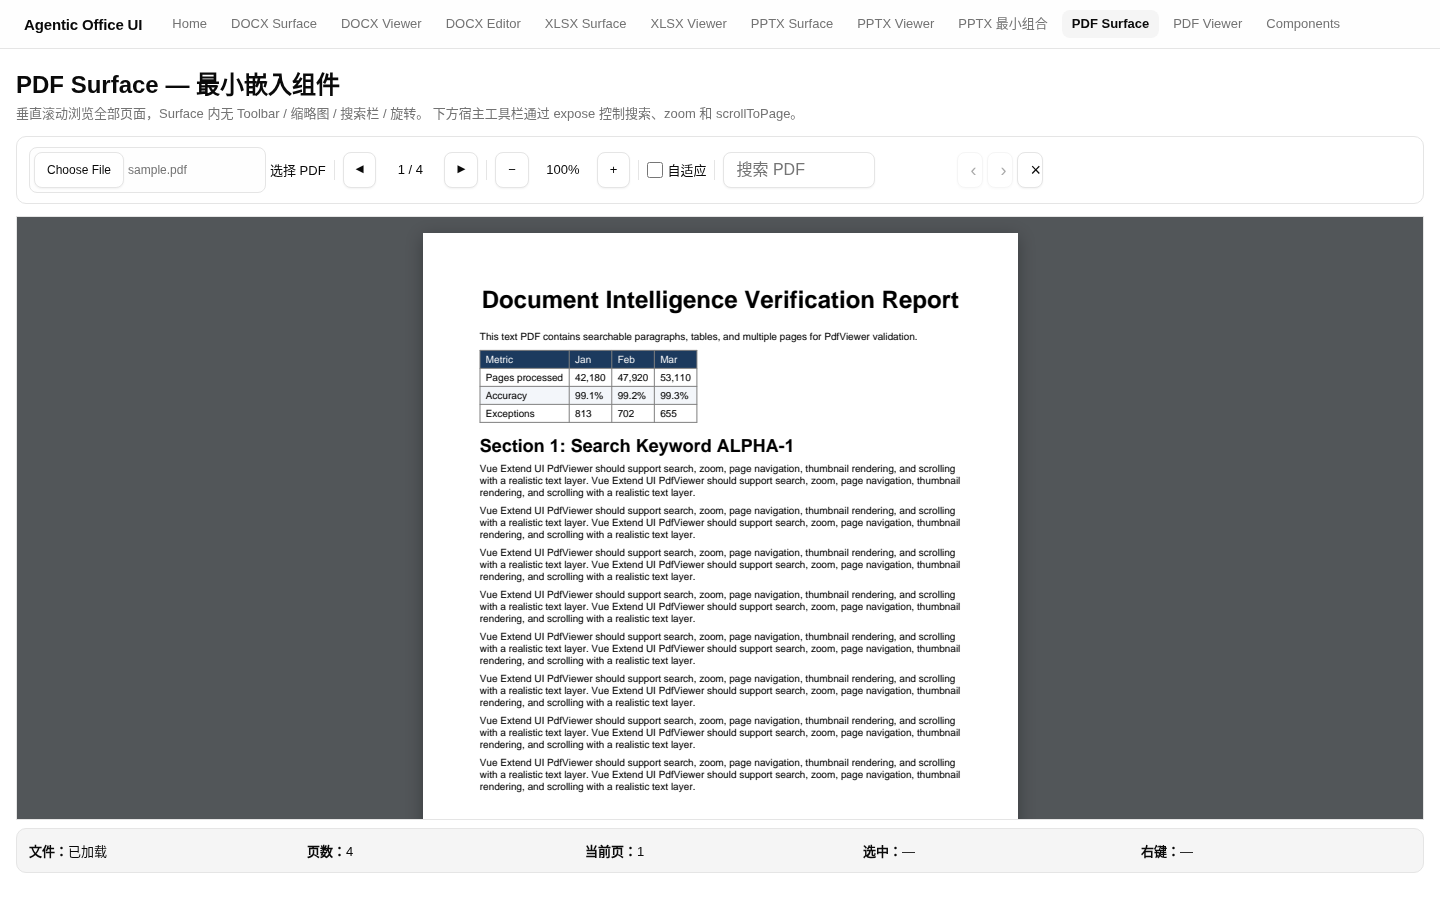 Agentic Office UI Home DOCX Surface DOCX Viewer DOCX Editor XLSX Surface XLSX Viewer PPTX Surface PPTX Viewer PPTX 最小组合 PDF Surface PDF Viewer Components
PDF Surface — 最小嵌入组件
垂直滚动浏览全部页面，Surface 内无 Toolbar / 缩略图 / 搜索栏 / 旋转。 下方宿主工具栏通过 expose 控制搜索、zoom 和 scrollToPage。
Choose File sample.pdf 选择 PDF ◄ 1 / 4 ► − 100% + 自适应 搜索 PDF ‹ › ×
Document Intelligence Verification Report
This text PDF contains searchable paragraphs, tables, and multiple pages for PdfViewer validation.
Metric Jan Feb Mar
Pages processed 42,180 47,920 53,110
Accuracy 99.1% 99.2% 99.3%
Exceptions 813 702 655
Section 1: Search Keyword ALPHA-1
Vue Extend UI PdfViewer should support search, zoom, page navigation, thumbnail rendering, and scrolling
with a realistic text layer. Vue Extend UI PdfViewer should support search, zoom, page navigation, thumbnail
rendering, and scrolling with a realistic text layer.
Vue Extend UI PdfViewer should support search, zoom, page navigation, thumbnail rendering, and scrolling
with a realistic text layer. Vue Extend UI PdfViewer should support search, zoom, page navigation, thumbnail
rendering, and scrolling with a realistic text layer.
Vue Extend UI PdfViewer should support search, zoom, page navigation, thumbnail rendering, and scrolling
with a realistic text layer. Vue Extend UI PdfViewer should support search, zoom, page navigation, thumbnail
rendering, and scrolling with a realistic text layer.
Vue Extend UI PdfViewer should support search, zoom, page navigation, thumbnail rendering, and scrolling
with a realistic text layer. Vue Extend UI PdfViewer should support search, zoom, page navigation, thumbnail
rendering, and scrolling with a realistic text layer.
Vue Extend UI PdfViewer should support search, zoom, page navigation, thumbnail rendering, and scrolling
with a realistic text layer. Vue Extend UI PdfViewer should support search, zoom, page navigation, thumbnail
rendering, and scrolling with a realistic text layer.
Vue Extend UI PdfViewer should support search, zoom, page navigation, thumbnail rendering, and scrolling
with a realistic text layer. Vue Extend UI PdfViewer should support search, zoom, page navigation, thumbnail
rendering, and scrolling with a realistic text layer.
Vue Extend UI PdfViewer should support search, zoom, page navigation, thumbnail rendering, and scrolling
with a realistic text layer. Vue Extend UI PdfViewer should support search, zoom, page navigation, thumbnail
rendering, and scrolling with a realistic text layer.
Vue Extend UI PdfViewer should support search, zoom, page navigation, thumbnail rendering, and scrolling
with a realistic text layer. Vue Extend UI PdfViewer should support search, zoom, page navigation, thumbnail
rendering, and scrolling with a realistic text layer.
文件：已加载 页数：4 当前页：1 选中：— 右键：—